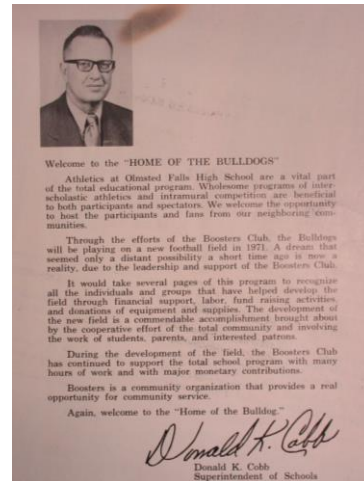 Welcome to the "HOME OF THE BULLDOGS"
Athletics at Olmsted Falls High School are a vital part
of the total educational program. Wholesome programs of inter-
scholastic athletics and intramural competition are beneficial
to both participants and spectators. We welcome the opportunity
to host the participants and fans from our neighboring com-
munities.
Through the efforts of the Boosters Club, the Bulldogs
will be playing on a new football field in 1971. A dream that
seemed only a distant possibility a short time ago is now a
reality, due to the leadership and support of the Boosters Club.
It would take several pages of this program to recognize
all the individuals and groups that have helped develop the
field through financial support, labor, fund raising activities,
and donations of equipment and supplies. The development of
the new field is a commendable accomplishment brought about
by the cooperative effort of the total community and involving
the work of students, parents, and interested patrons.
During the development of the field, the Boosters Club
has continued to support the total school program with many
hours of work and with major monetary contributions.
Boosters is a community organization that provides a real
opportunity for community service.
Again, welcome to the "Home of the Bulldog."
Donald K. Cobb
Donald K. Cobb
Superintendent of Schools